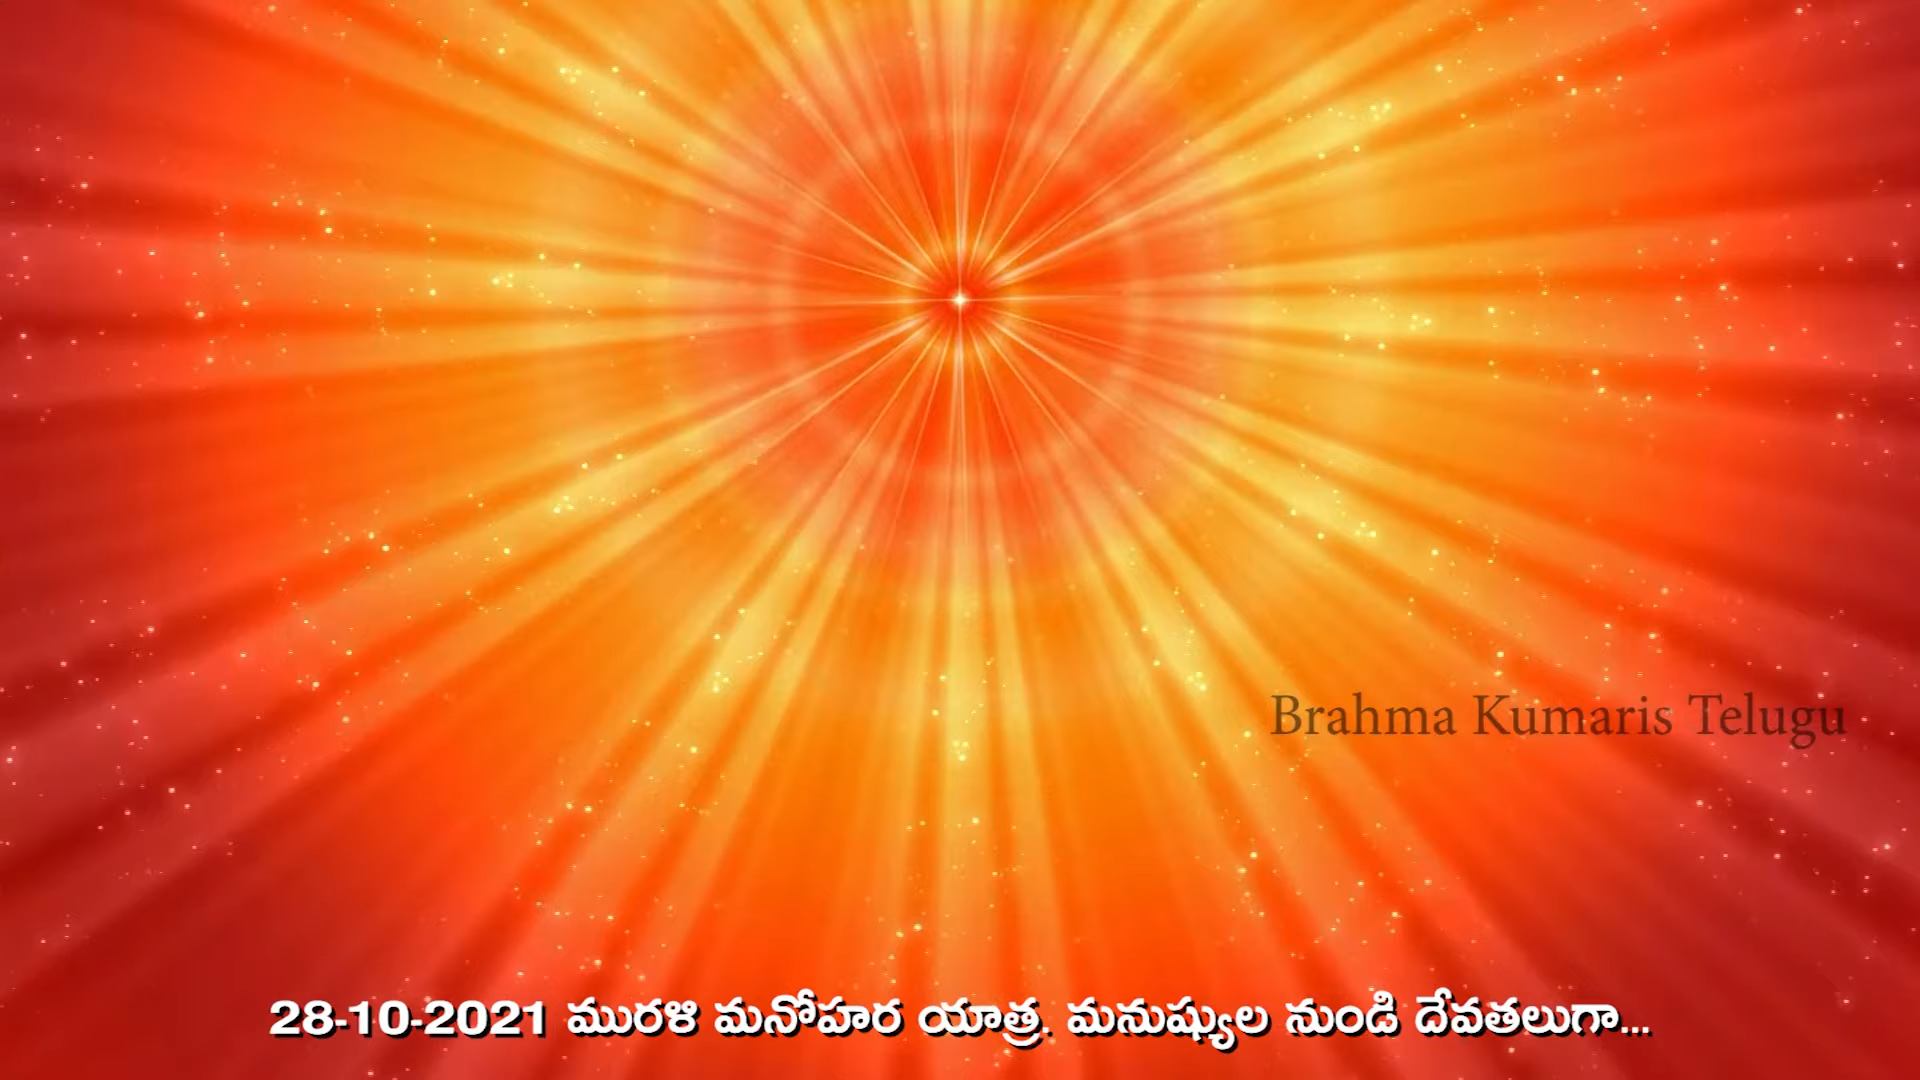 Brahma Kumaris Telugu
28-10-2021 మురళి మనోహర యాత్ర. మనుష్యుల నుండి దేవతలుగా...